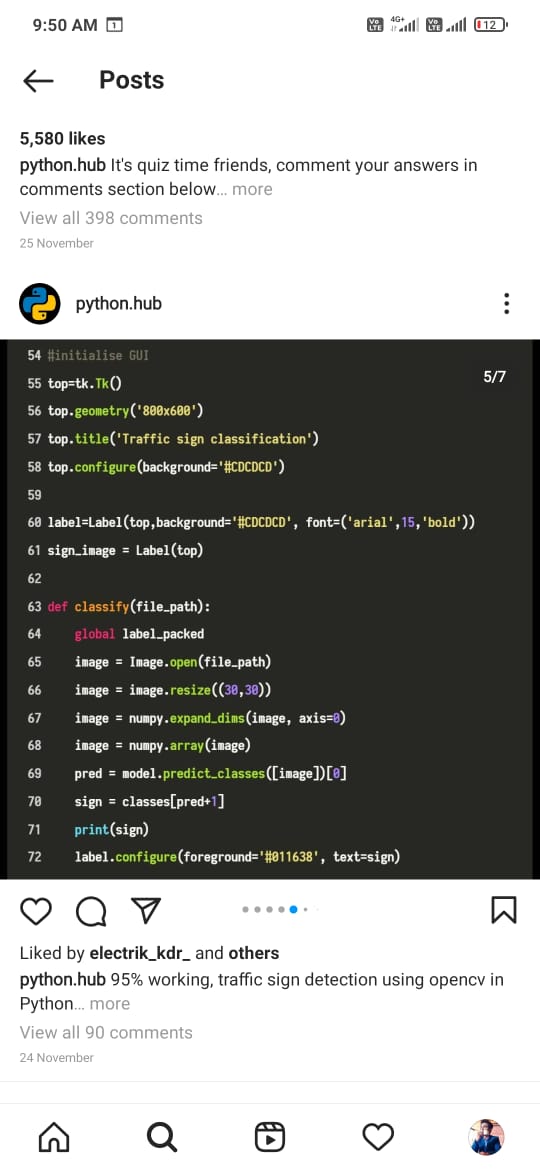 9:50 AM 1 Vo LTE 4G+ Vo LTE 12
Posts
5,580 likes
python.hub It's quiz time friends, comment your answers in
comments section below... more
View all 398 comments
25 November
python.hub
5/7
54 #initialise GUI
55 top=tk.Tk()
56 top.geometry('800x600')
57 top.title('Traffic sign classification')
58 top.configure(background='#CDCDCD')
59
60 label=Label(top,background='#CDCDCD', font=('arial',15,'bold'))
61 sign_image = Label(top)
62
63 def classify(file_path):
64     global label_packed
65     image = Image.open(file_path)
66     image = image.resize((30,30))
67     image = numpy.expand_dims(image, axis=0)
68     image = numpy.array(image)
69     pred = model.predict_classes([image])[0]
70     sign = classes[pred+1]
71     print(sign)
72     label.configure(foreground='#011638', text=sign)
Liked by electrik_kdr_ and others
python.hub 95% working, traffic sign detection using opencv in
Python... more
View all 90 comments
24 November